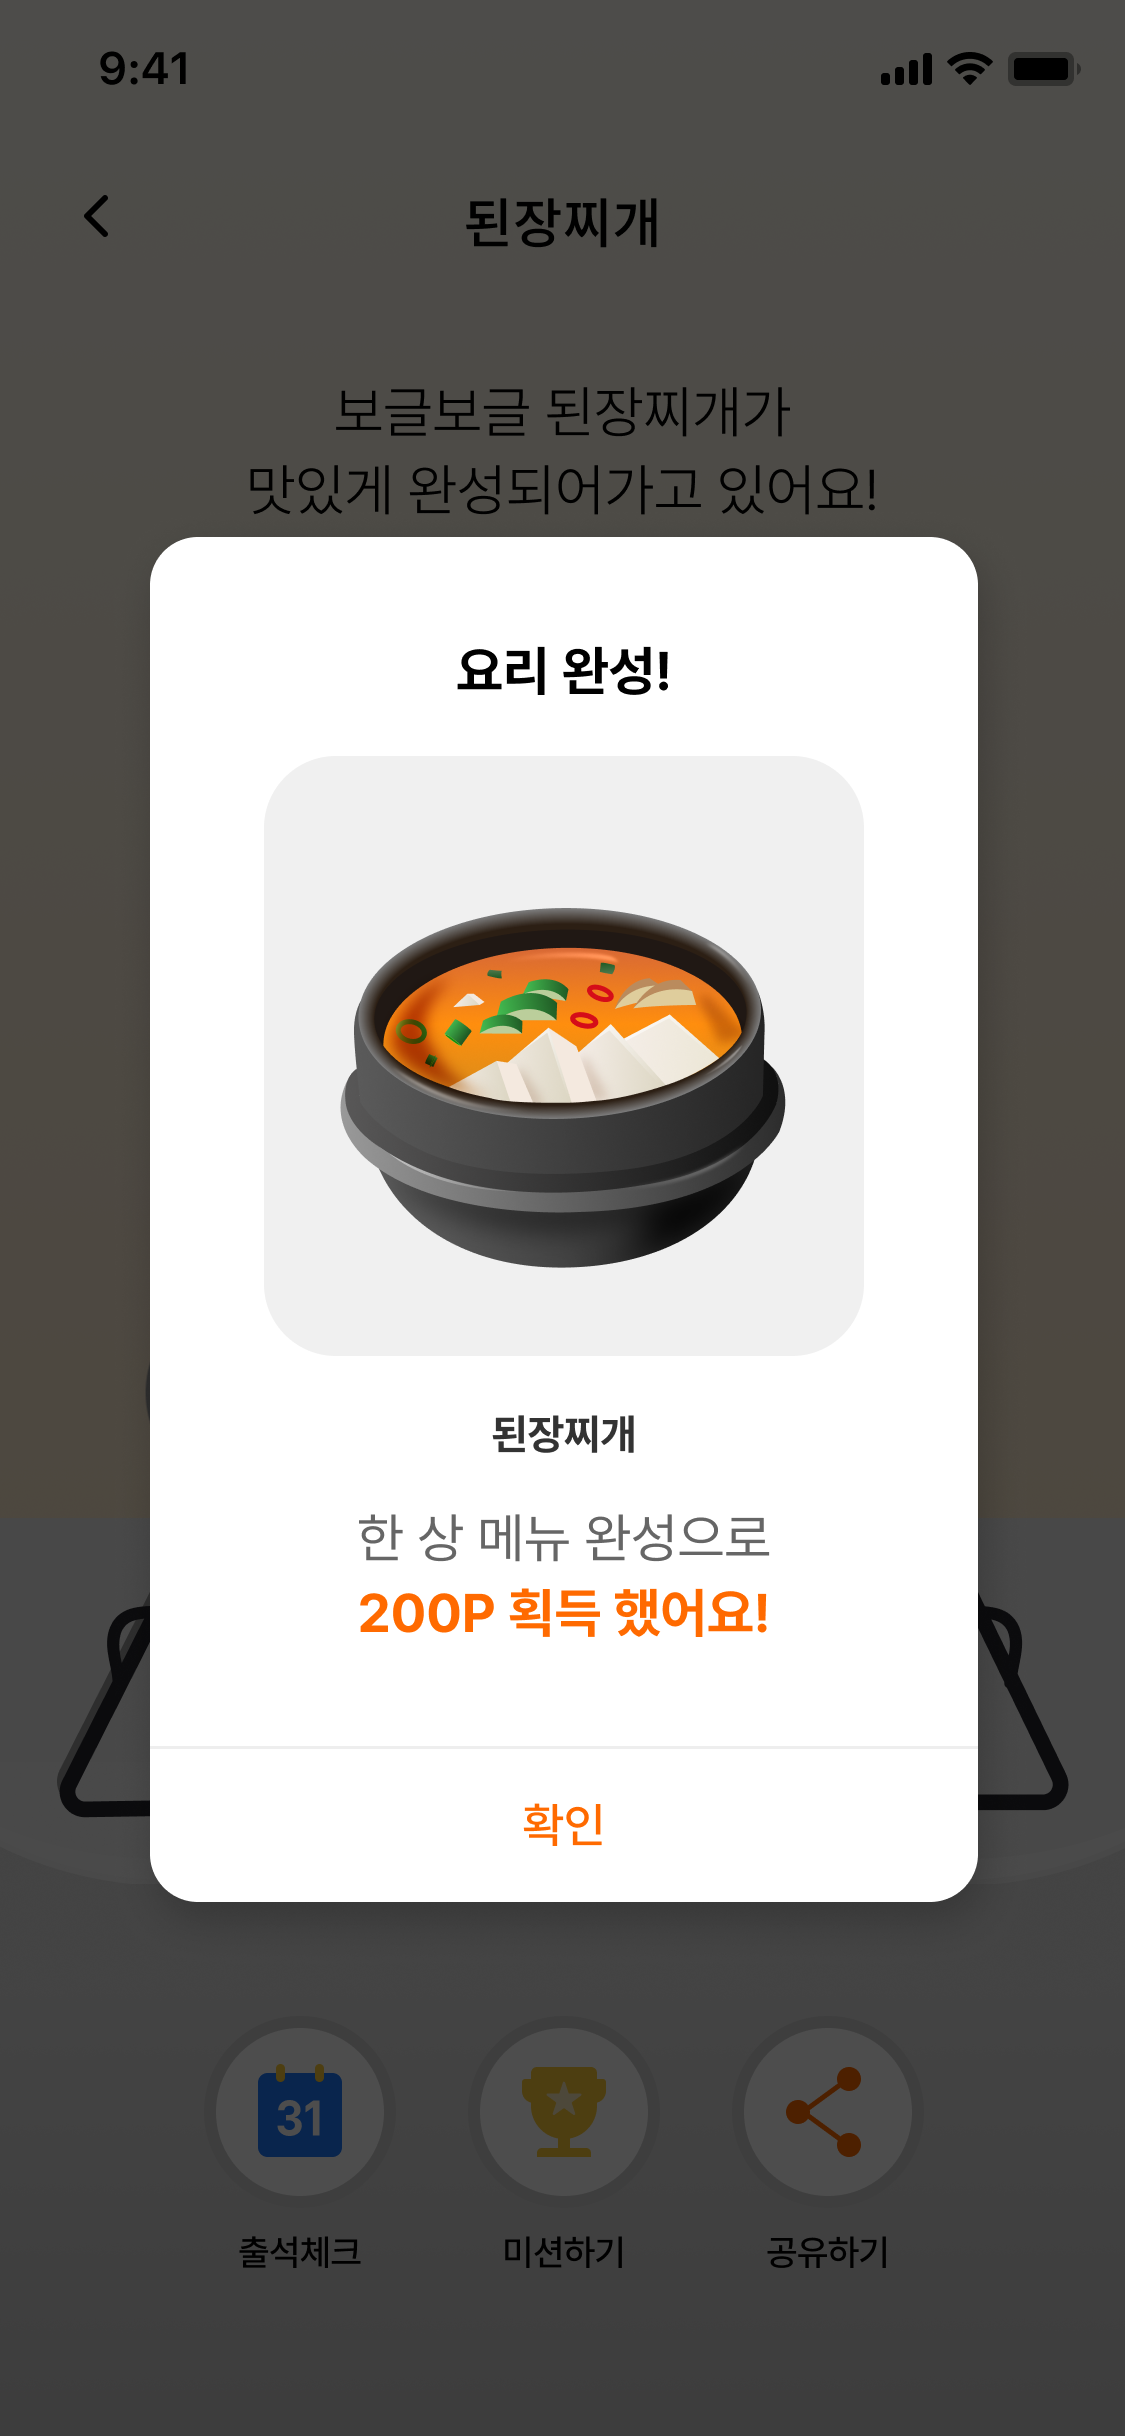 9:41
된장찌개
보글보글 된장찌개가
맛있게 완성되어가고 있어요!
요리 완성!
된장찌개
한 상 메뉴 완성으로
200P 획득 했어요!
확인
31
출석체크
미션하기
공유하기